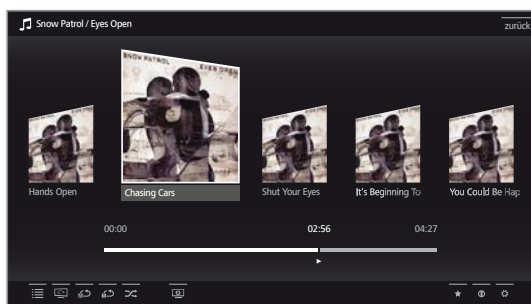 Snow Patrol / Eyes Open
zurück
SNOW PATROL EYES OPEN
Hands Open
Chasing Cars
Shut Your Eyes
It's Beginning To
You Could Be Hap
00:00
02:56
04:27